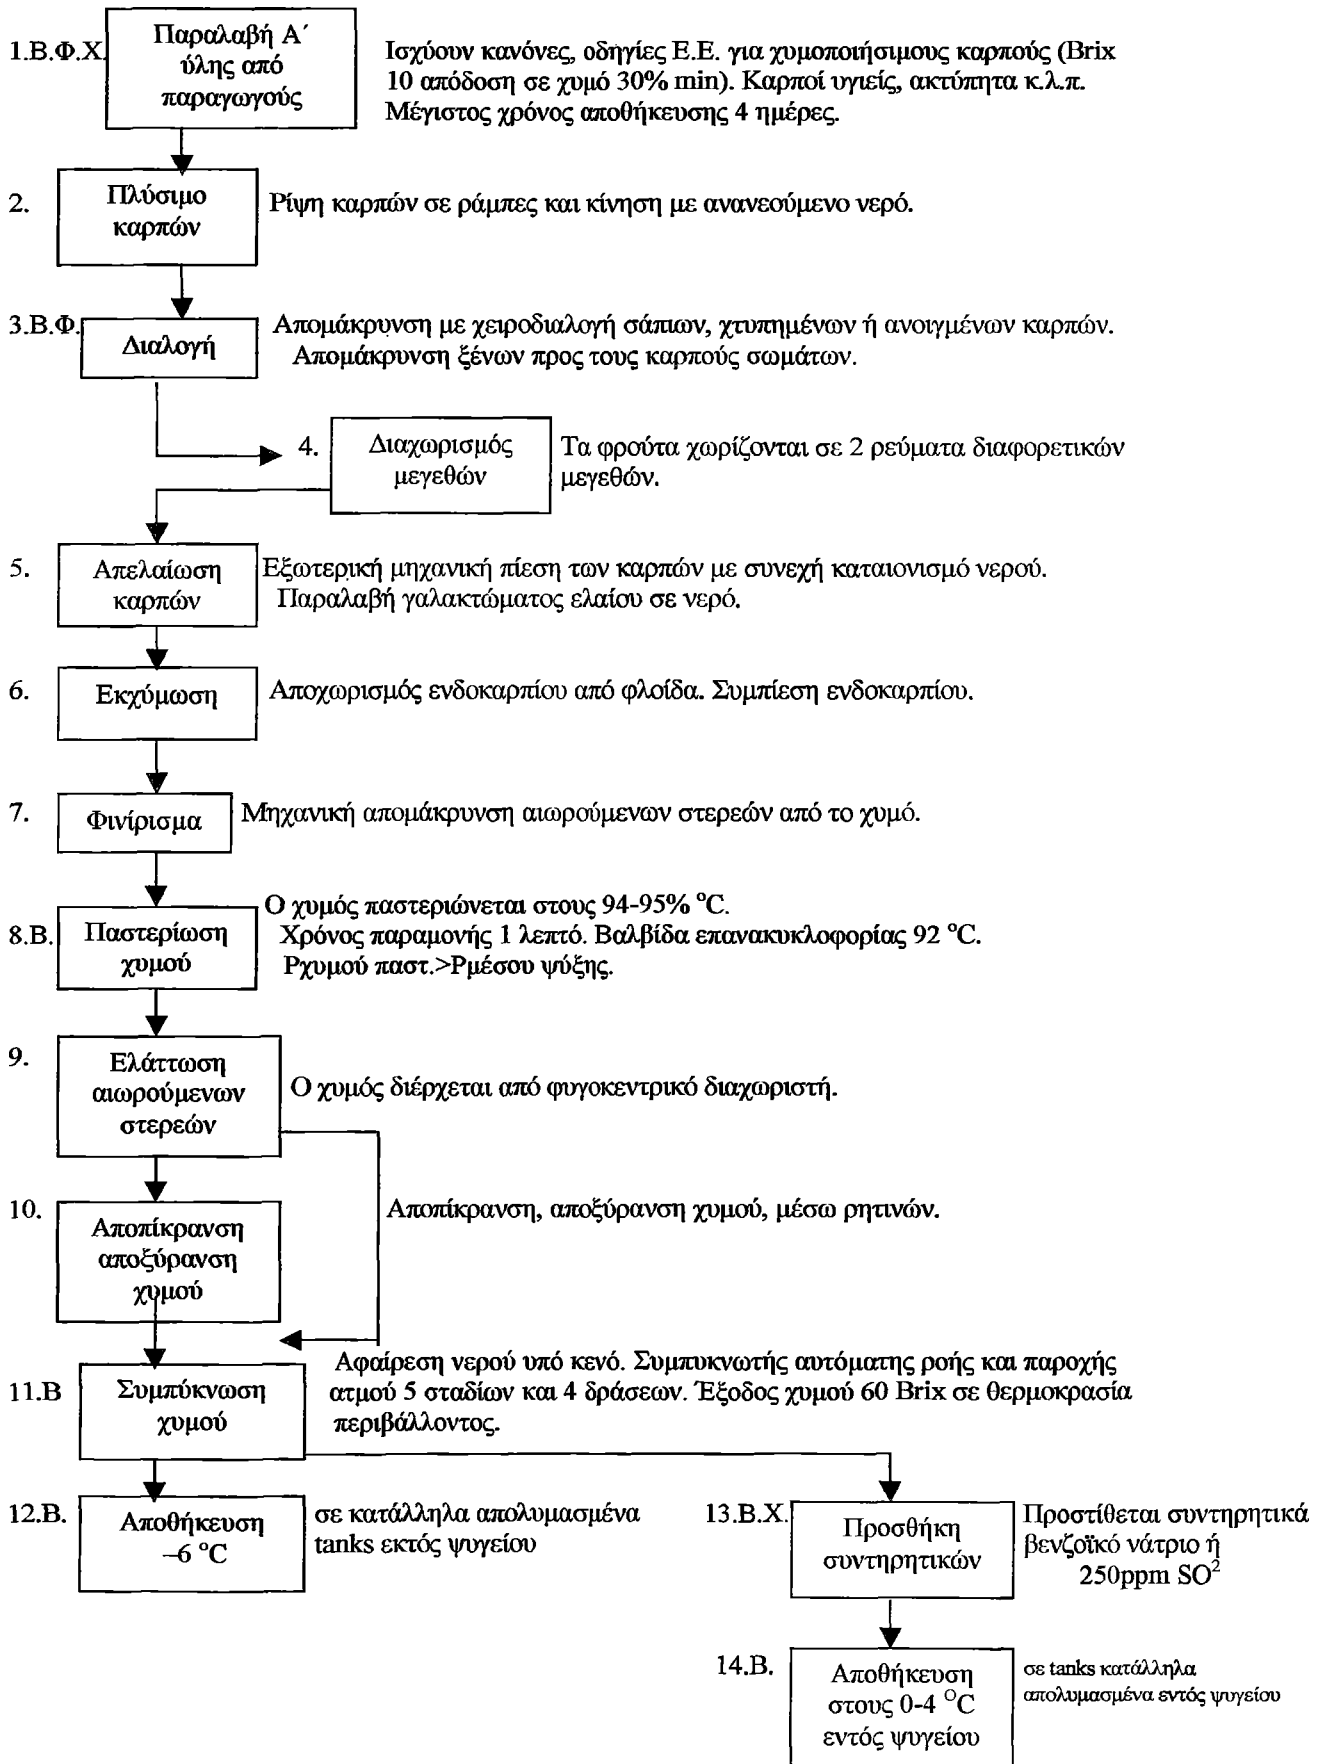 1.Β.Φ.Χ.
Παραλαβή Α΄
ύλης από
παραγωγούς
Ισχύουν κανόνες, οδηγίες Ε.Ε. για χυμοποιήσιμους καρπούς (Brix
10 απόδοση σε χυμό 30% min). Καρποί υγιείς, ακτύπητα κ.λ.π.
Μέγιστος χρόνος αποθήκευσης 4 ημέρες.
2.
Πλύσιμο
καρπών
Ρίψη καρπών σε ράμπες και κίνηση με ανανεούμενο νερό.
3.Β.Φ.
Διαλογή
Απομάκρυνση με χειροδιαλογή σάπιων, χτυπημένων ή ανοιγμένων καρπών.
Απομάκρυνση ξένων προς τους καρπούς σωμάτων.
4.
Διαχωρισμός
μεγεθών
Τα φρούτα χωρίζονται σε 2 ρεύματα διαφορετικών
μεγεθών.
5.
Απελαίωση
καρπών
Εξωτερική μηχανική πίεση των καρπών με συνεχή καταιονισμό νερού.
Παραλαβή γαλακτώματος ελαίου σε νερό.
6.
Εκχύμωση
Αποχωρισμός ενδοκαρπίου από φλοίδα. Συμπίεση ενδοκαρπίου.
7.
Φινίρισμα
Μηχανική απομάκρυνση αιωρούμενων στερεών από το χυμό.
8.Β.
Παστερίωση
χυμού
Ο χυμός παστεριώνεται στους 94-95% °C.
Χρόνος παραμονής 1 λεπτό. Βαλβίδα επανακυκλοφορίας 92 °C.
Ρχυμού παστ.>Ρμέσου ψύξης.
9.
Ελάττωση
αιωρούμενων
στερεών
Ο χυμός διέρχεται από φυγοκεντρικό διαχωριστή.
10.
Αποπίκρανση
αποξύρανση
χυμού
Αποπίκρανση, αποξύρανση χυμού, μέσω ρητινών.
11.Β
Συμπύκνωση
χυμού
Αφαίρεση νερού υπό κενό. Συμπυκνωτής αυτόματης ροής και παροχής
ατμού 5 σταδίων και 4 δράσεων. Έξοδος χυμού 60 Brix σε θερμοκρασία
περιβάλλοντος.
12.Β.
Αποθήκευση
–6 °C
σε κατάλληλα απολυμασμένα
tanks εκτός ψυγείου
13.Β.Χ.
Προσθήκη
συντηρητικών
Προστίθεται συντηρητικά
βενζοϊκό νάτριο ή
250ppm SO²
14.Β.
Αποθήκευση
στους 0-4 °C
εντός ψυγείου
σε tanks κατάλληλα
απολυμασμένα εντός ψυγείου